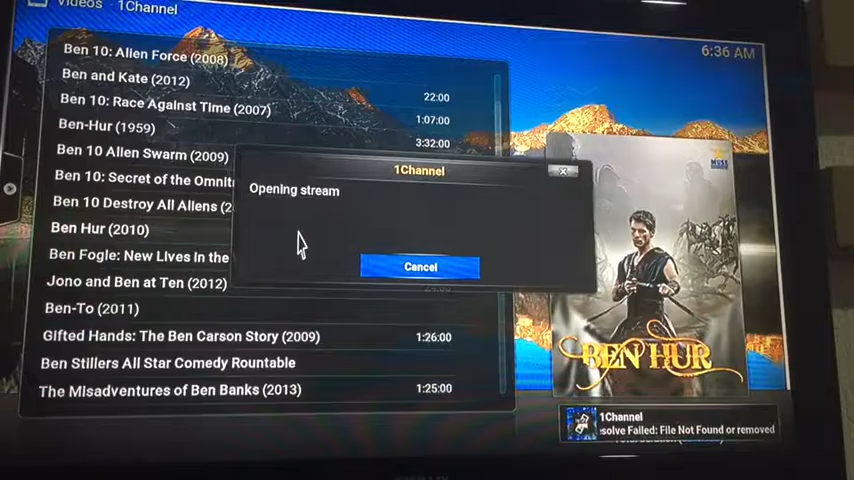 Videos · 1Channel
6:36 AM
Ben 10: Alien Force (2008)
Ben and Kate (2012)
22:00
Ben 10: Race Against Time (2007)
1:07:00
Ben-Hur (1959)
3:32:00
Ben 10 Alien Swarm (2009)
Ben 10: Secret of the Omnit
Ben 10 Destroy All Aliens (2
Ben Hur (2010)
Ben Fogle: New Lives In the
Jono and Ben at Ten (2012)
Ben-To (2011)
Gifted Hands: The Ben Carson Story (2009)
1:26:00
Ben Stillers All Star Comedy Rountable
The Misadventures of Ben Banks (2013)
1:25:00
1Channel
Opening stream
Cancel
BEN HUR
1Channel
solve Failed: File Not Found or removed